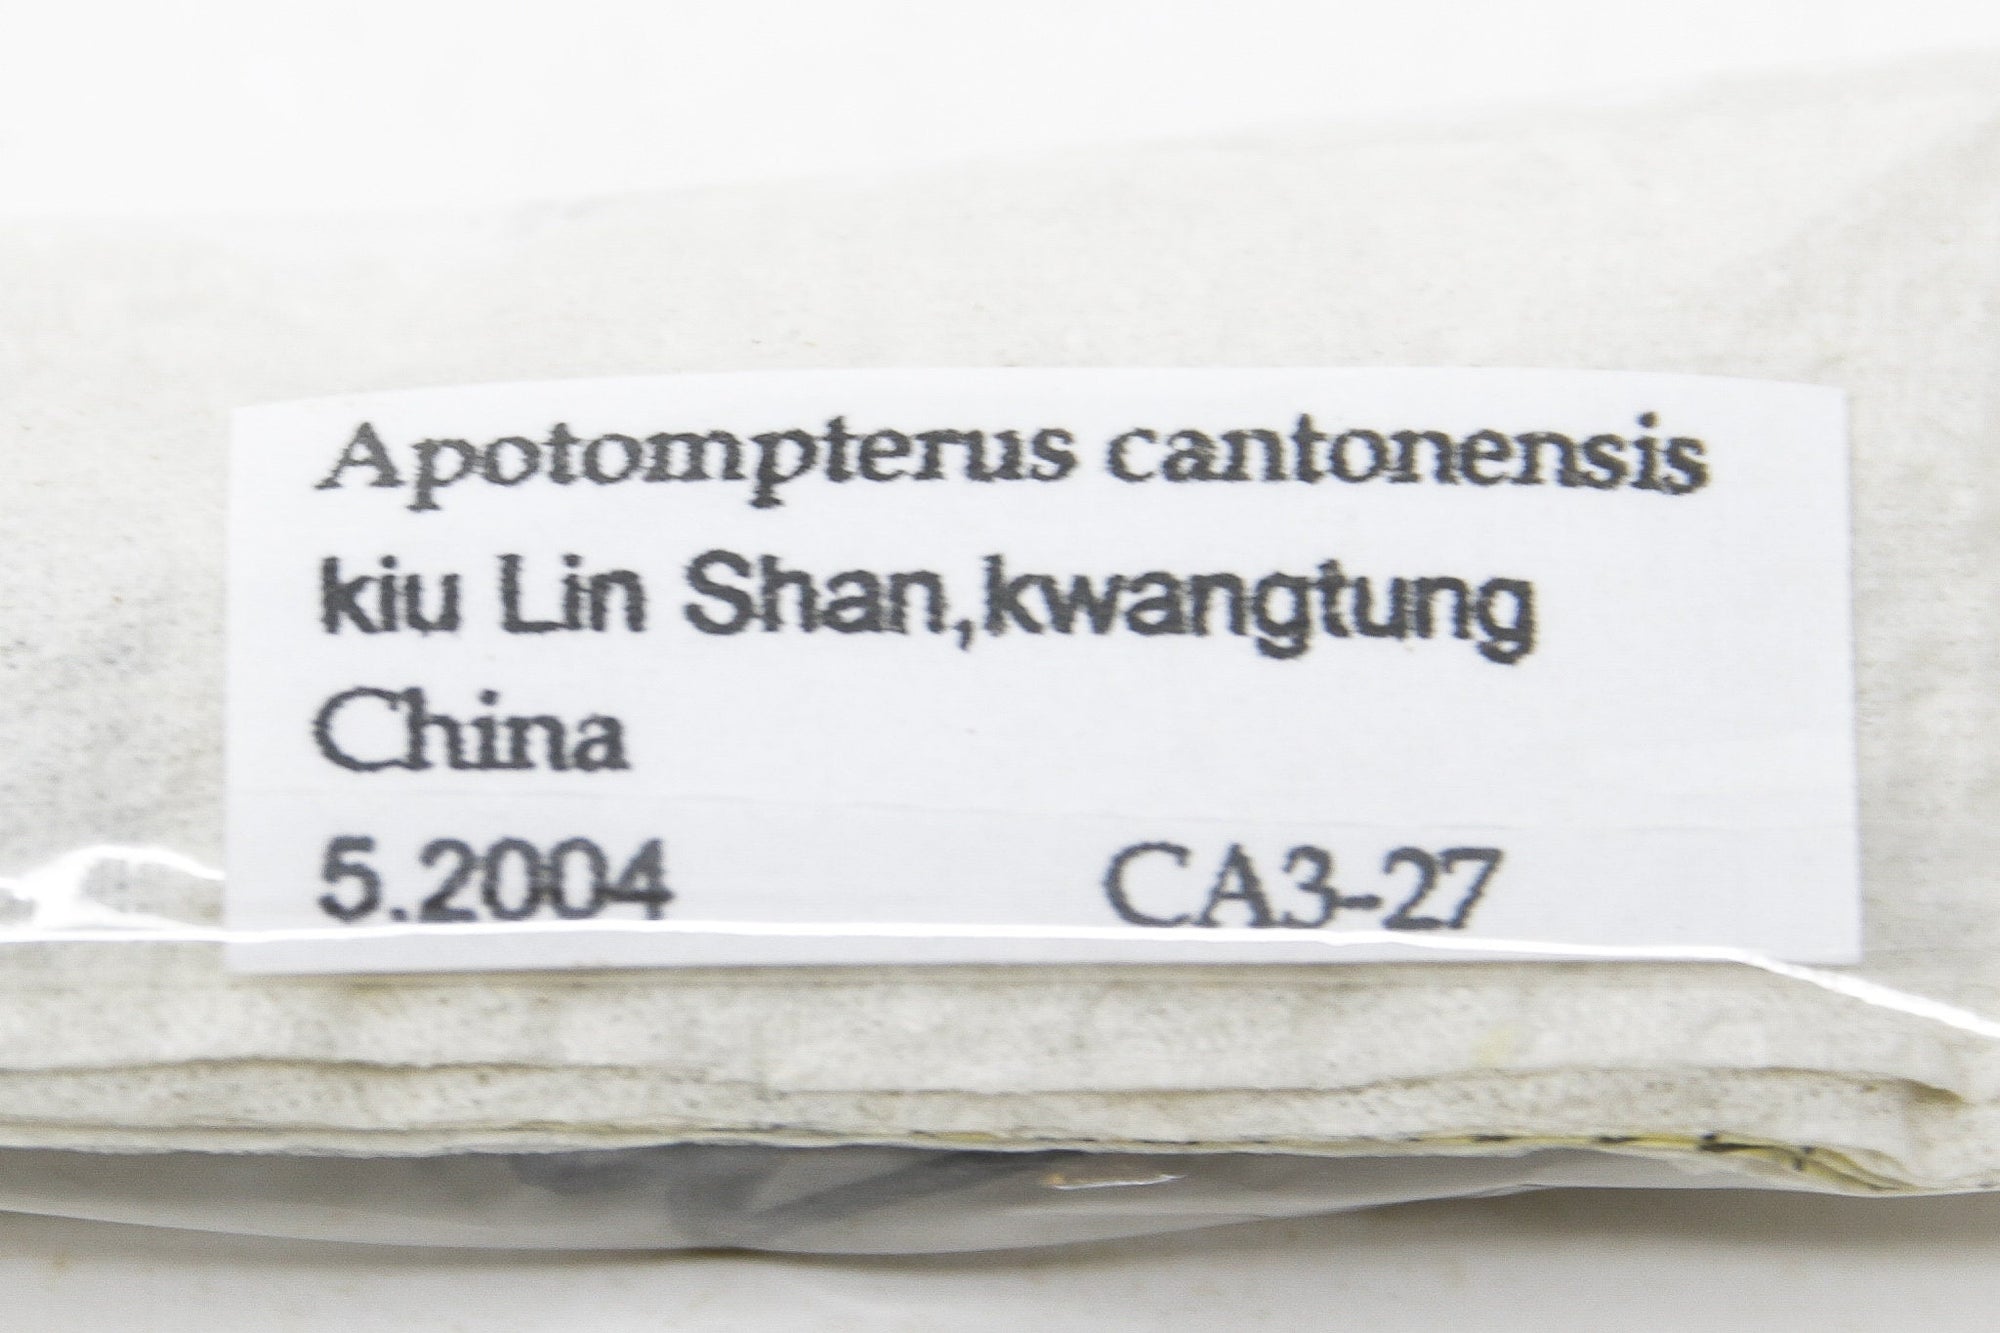 Apotompterus cantonensis
kiu Lin Shan,kwangtung
China
5.2004 CA3-27